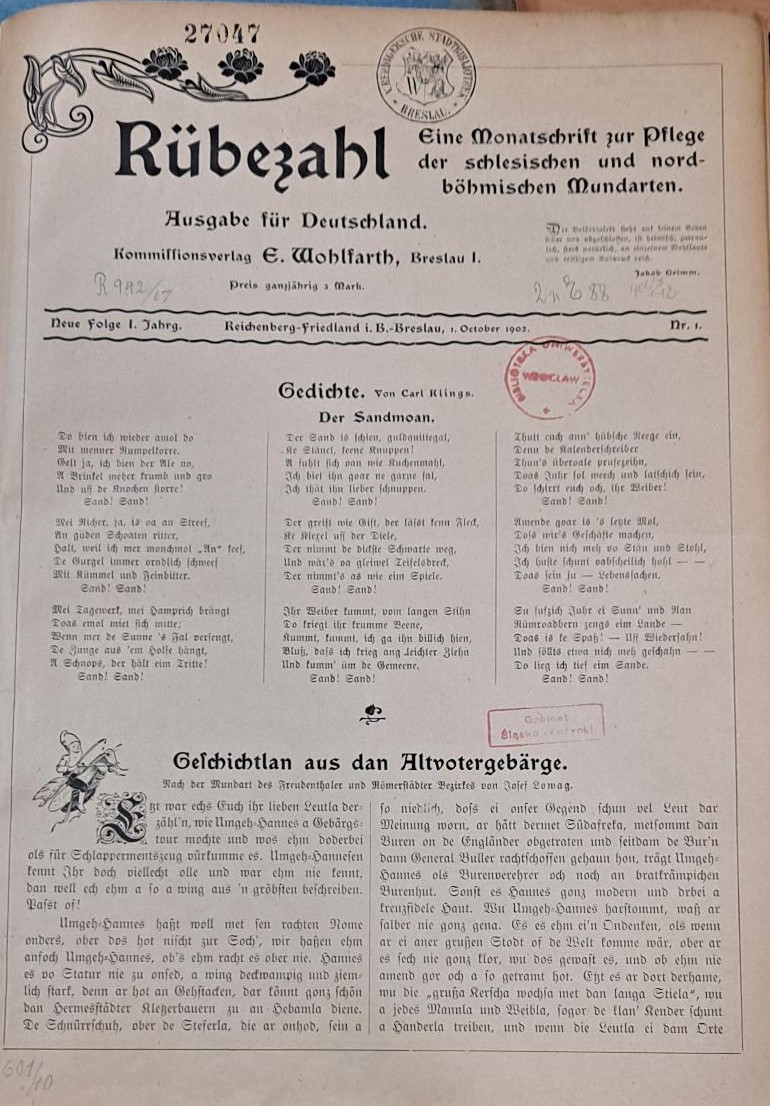 27047
BRESLAU.
Rübezahl
Eine Monatschrift zur Pflege
der schlesischen und nord-
böhmischen Mundarten.
Ausgabe für Deutschland.
Kommissionsverlag E. Wohlfarth, Breslau I.
Preis ganzjährig 3 Mark.
Jakob Grimm.
Neue Folge I. Jahrg.
Reichenberg-Friedland i. B.-Breslau, 1. October 1902.
Nr. 1.
BIBLIOTEKA UNIWERSYTECKA
WROCŁAW
Gedichte. Von Carl Klings.
Der Sandmoan.
Do bien ich wieder amol do
Mit menner Rumpelkorre.
Gelt ja, ich bien der Ale no,
A Brinkel meher krumb und gro
Und uff de Knochen storre!
Sand! Sand!
Mei Richer, ja, is oa an Streef,
An guden Schoaten ritter,
Halt, weil ich mer monchmol „An“ keef,
De Gurgel immer orndlich schweef
Mit Kümmel und Feinbitter.
Sand! Sand!
Mei Tagewerk, mei Hamprich brängt
Doas emol miet sich mitte;
Wenn mer de Sunne 's Fal versengt,
De Zunge aus 'em Holse hängt,
A Schnops, der hält eim Tritte!
Sand! Sand!
Der Sand is schien, guldquittegal,
Ke Stänel, keene Knuppen!
A fuhlt sich oan wie Kuchenmahl,
Ich biel ihn goar ne garne fal,
Ich thät ihn lieber schnuppen.
Sand! Sand!
Der greift wie Gift, der lässt kenn Fleck,
Ke Klexel uff der Diele,
Der nimmt de dickste Schwarte weg,
Und wär's oa gleiwel Teifelsdreck,
Der nimmt's as wie eim Spiele.
Sand! Sand!
Ihr Weiber kummt, vom langen Stihn
Do kriegt ihr krumme Beene,
Kummt, kummt, ich ga ihn billich hien,
Bluß, daß ich krieg ang leichter Ziehn
Und kumm' üm de Gemeene.
Sand! Sand!
Thutt euch ann' hübsche Neege ein,
Denn de Kalenderschreiber
Thun's überoale prufezeihn,
Doas Juhr sol weech und latschich sein,
Do schirrt euch och, ihr Weiber!
Sand! Sand!
Amende goar is 's letzte Mol,
Doss wir's Geschäfte machen,
Ich bien nich meh vo Stän und Stohl,
Ich huste schunt oabscheilich hohl — —
Doas sein su — Lebenssachen.
Sand! Sand!
Su fufzich Juhr ei Sunn' und Ran
Rümroadbern zengs eim Lande —
Doas is ke Spaß! — Uff Wiedersahn!
Und söllts etwa nich meh geschahn — —
Do lieg ich tief eim Sande.
Sand! Sand!
Geschichtlan aus dan Altvotergebärge.
Nach der Mundart des Freudenthaler und Römerstädter Bezirkes von Josef Lowag.
Etzt war echs Euch ihr lieben Leutla der-
zähl'n, wie Umgeh-Hannes a Gebärgs-
tour mochte und wos ehm doderbei
ols für Schlappermentszeug vürkumme es. Umgeh-Hannesen
kennt Ihr doch viellecht olle und war ehm nie kennt,
dan well ech ehm a so a wing aus 'n gröbsten beschreiben.
Passt of!
Umgeh-Hannes haßt woll met sen rachten Nome
onders, ober dos hot nischt zur Soch', wir haßen ehm
anfoch Umgeh-Hannes, ob's ehm racht es ober nie. Hannes
es vo Statur nie zu onsed, a wing deckwampig und ziem-
lich stark, denn ar hot an Gehstacken, dar könnt gonz schön
dan Hermesstädter Kletzerbauern zu an Hebamla diene.
De Schnürrschuh, ober de Steferla, die ar onhod, sein a
so niedlich, doss ei onser Gegend schun vel Leut dar
Meinung worn, ar hätt dermet Südafreka, metsommt dan
Buren on de Engländer obgetraten und seitdam de Bur'n
dann General Buller rachtschoffen gehaun hon, trägt Umgeh-
Hannes ols Burenverehrer och noch an bratkrämpichen
Burenhut. Sonst es Hannes gonz modern und drbei a
kreuzfidele Haut. Wu Umgeh-Hannes harstommt, waß ar
salber nie gonz gena. Es es ehm ei'n Ondenken, ols wenn
ar ei aner grußen Stodt of de Welt komme wär, ober ar
es sech nie gonz klor, wu dos gewast es, und ob ehm nie
amend gor och a so getramt hot. Etzt es ar dort derhame,
wu die „grußa Kerscha wochsa met dan langa Stiela“, wu
a jedes Mannla und Weibla, sogor de klan' Kender schunt
a Handerla treiben, und wenn die Leutla ei dam Orte